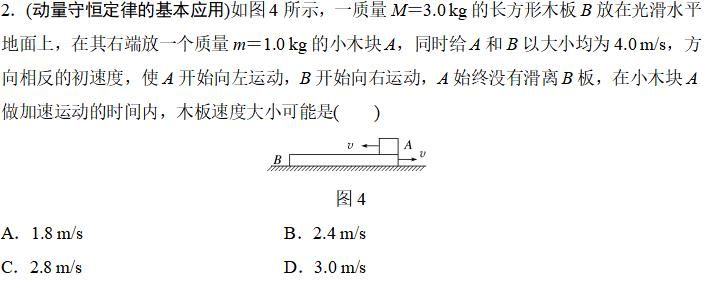 2．(动量守恒定律的基本应用)如图 4 所示，一质量 M＝3.0 kg 的长方形木板 B 放在光滑水平
地面上，在其右端放一个质量 m＝1.0 kg 的小木块 A，同时给 A 和 B 以大小均为 4.0 m/s，方
向相反的初速度，使 A 开始向左运动，B 开始向右运动，A 始终没有滑离 B 板，在小木块 A
做加速运动的时间内，木板速度大小可能是(　　)
v A
B v
图 4
A．1.8 m/s B．2.4 m/s
C．2.8 m/s D．3.0 m/s